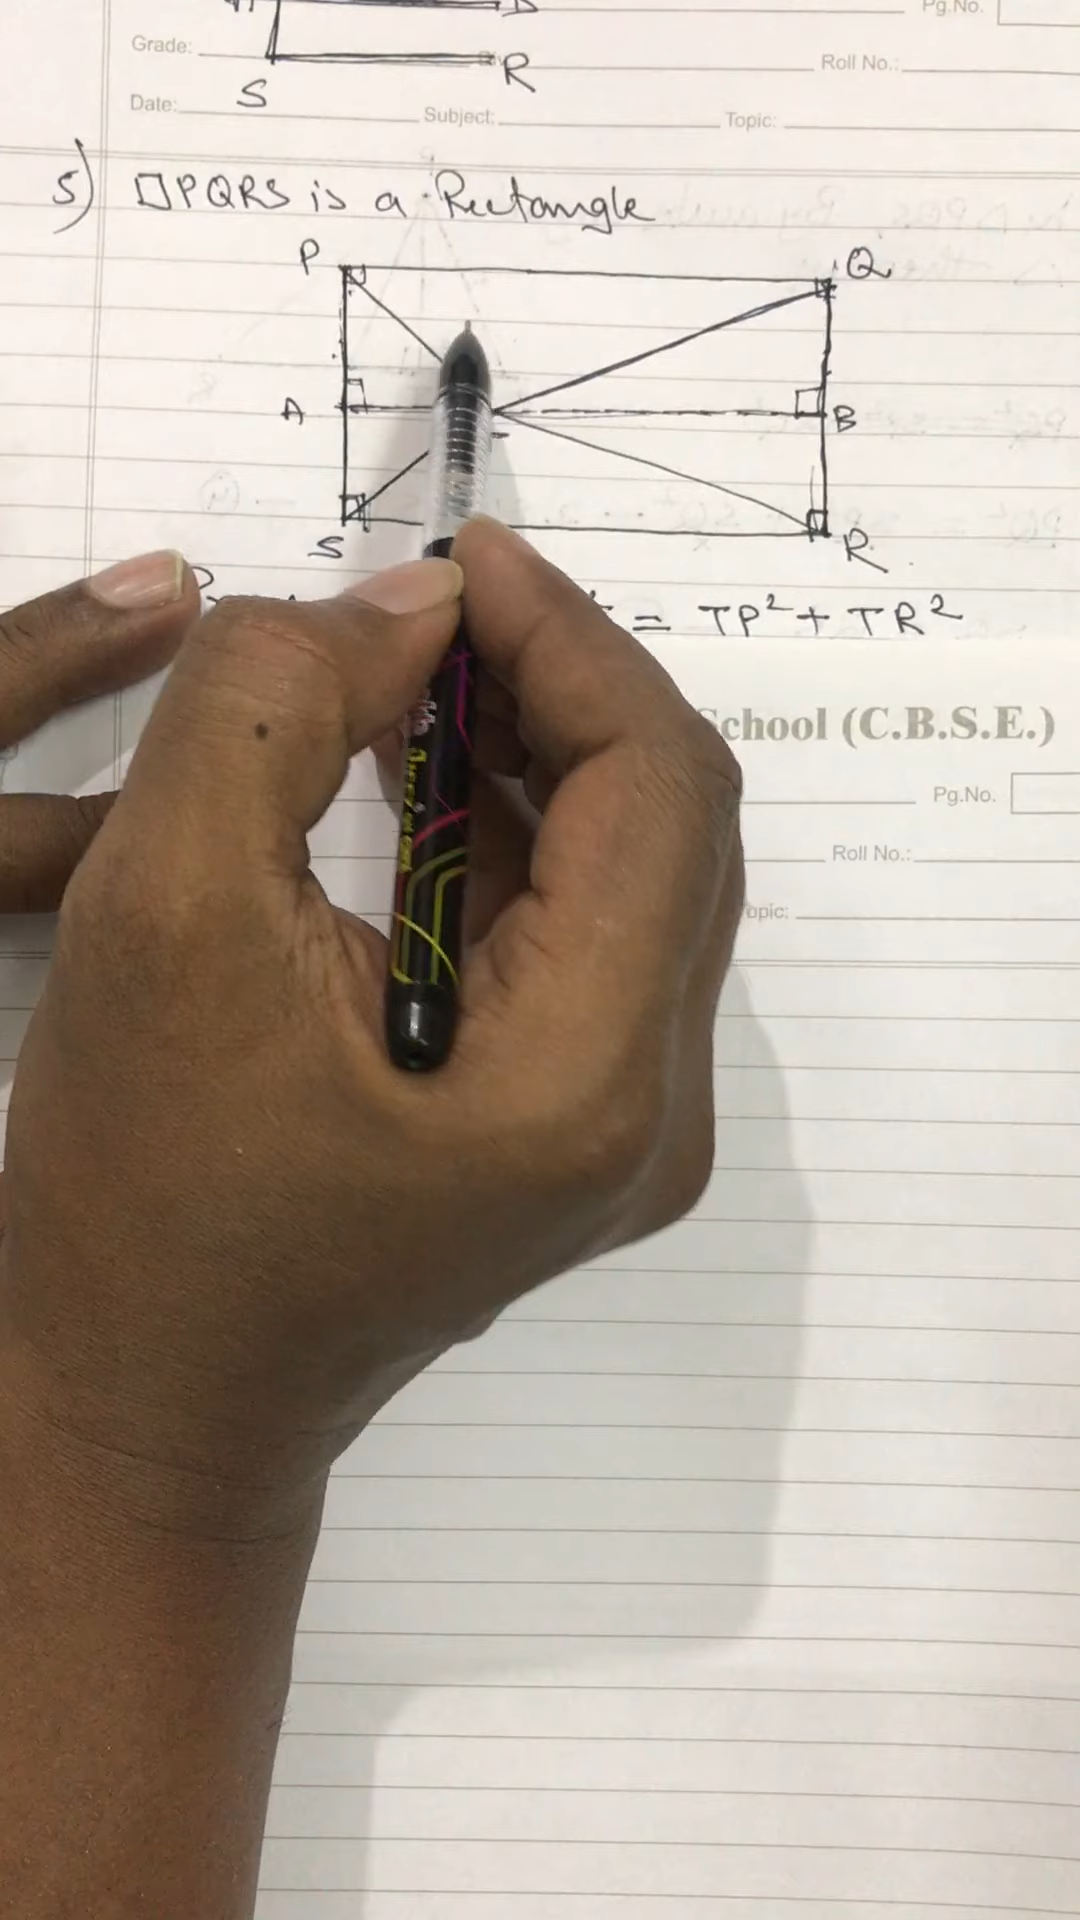 Pg.No.
Grade:
R
Roll No.:
S
Date: Subject: Topic:
5) □PQRS is a Rectangle
P Q
A B
S R
= TP² + TR²
School (C.B.S.E.)
Pg.No.
Roll No.:
opic: